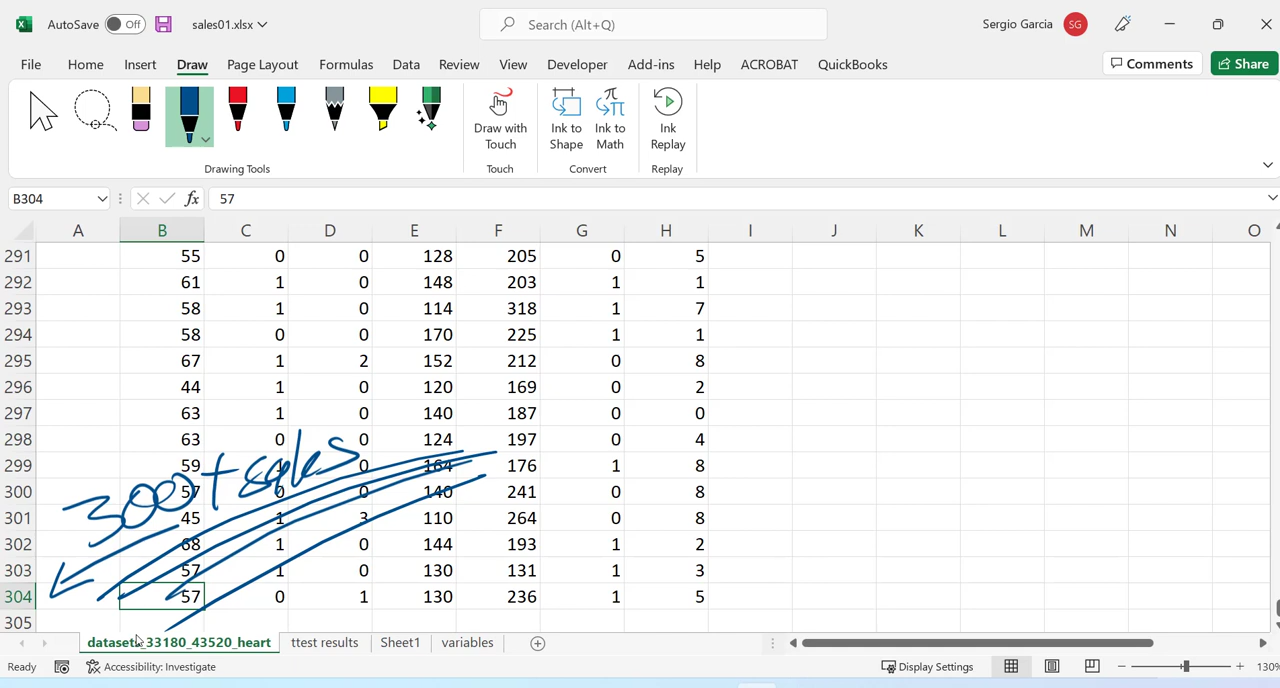 AutoSave Off sales01.xlsx Search (Alt+Q) Sergio Garcia SG
File Home Insert Draw Page Layout Formulas Data Review View Developer Add-ins Help ACROBAT QuickBooks Comments Share
Draw with Touch
Ink to Shape
Ink to Math
Ink Replay
Drawing Tools Touch Convert Replay
B304 fx 57
A B C D E F G H I J K L M N O
291 55 0 0 128 205 0 5
292 61 1 0 148 203 1 1
293 58 1 0 114 318 1 7
294 58 0 0 170 225 1 1
295 67 1 2 152 212 0 8
296 44 1 0 120 169 0 2
297 63 1 0 140 187 0 0
298 63 0 0 124 197 0 4
299 59 1 0 164 176 1 8
300 57 0 0 140 241 0 8
301 45 1 3 110 264 0 8
302 68 1 0 144 193 1 2
303 57 1 0 130 131 1 3
304 57 0 1 130 236 1 5
305
300+ sales
datasets_33180_43520_heart ttest results Sheet1 variables
Ready Accessibility: Investigate Display Settings 130%